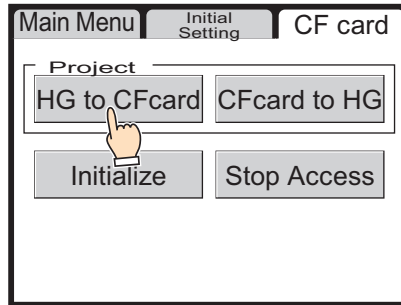 Main Menu
Initial
Setting
CF card
Project
HG to CFcard
CFcard to HG
Initialize
Stop Access